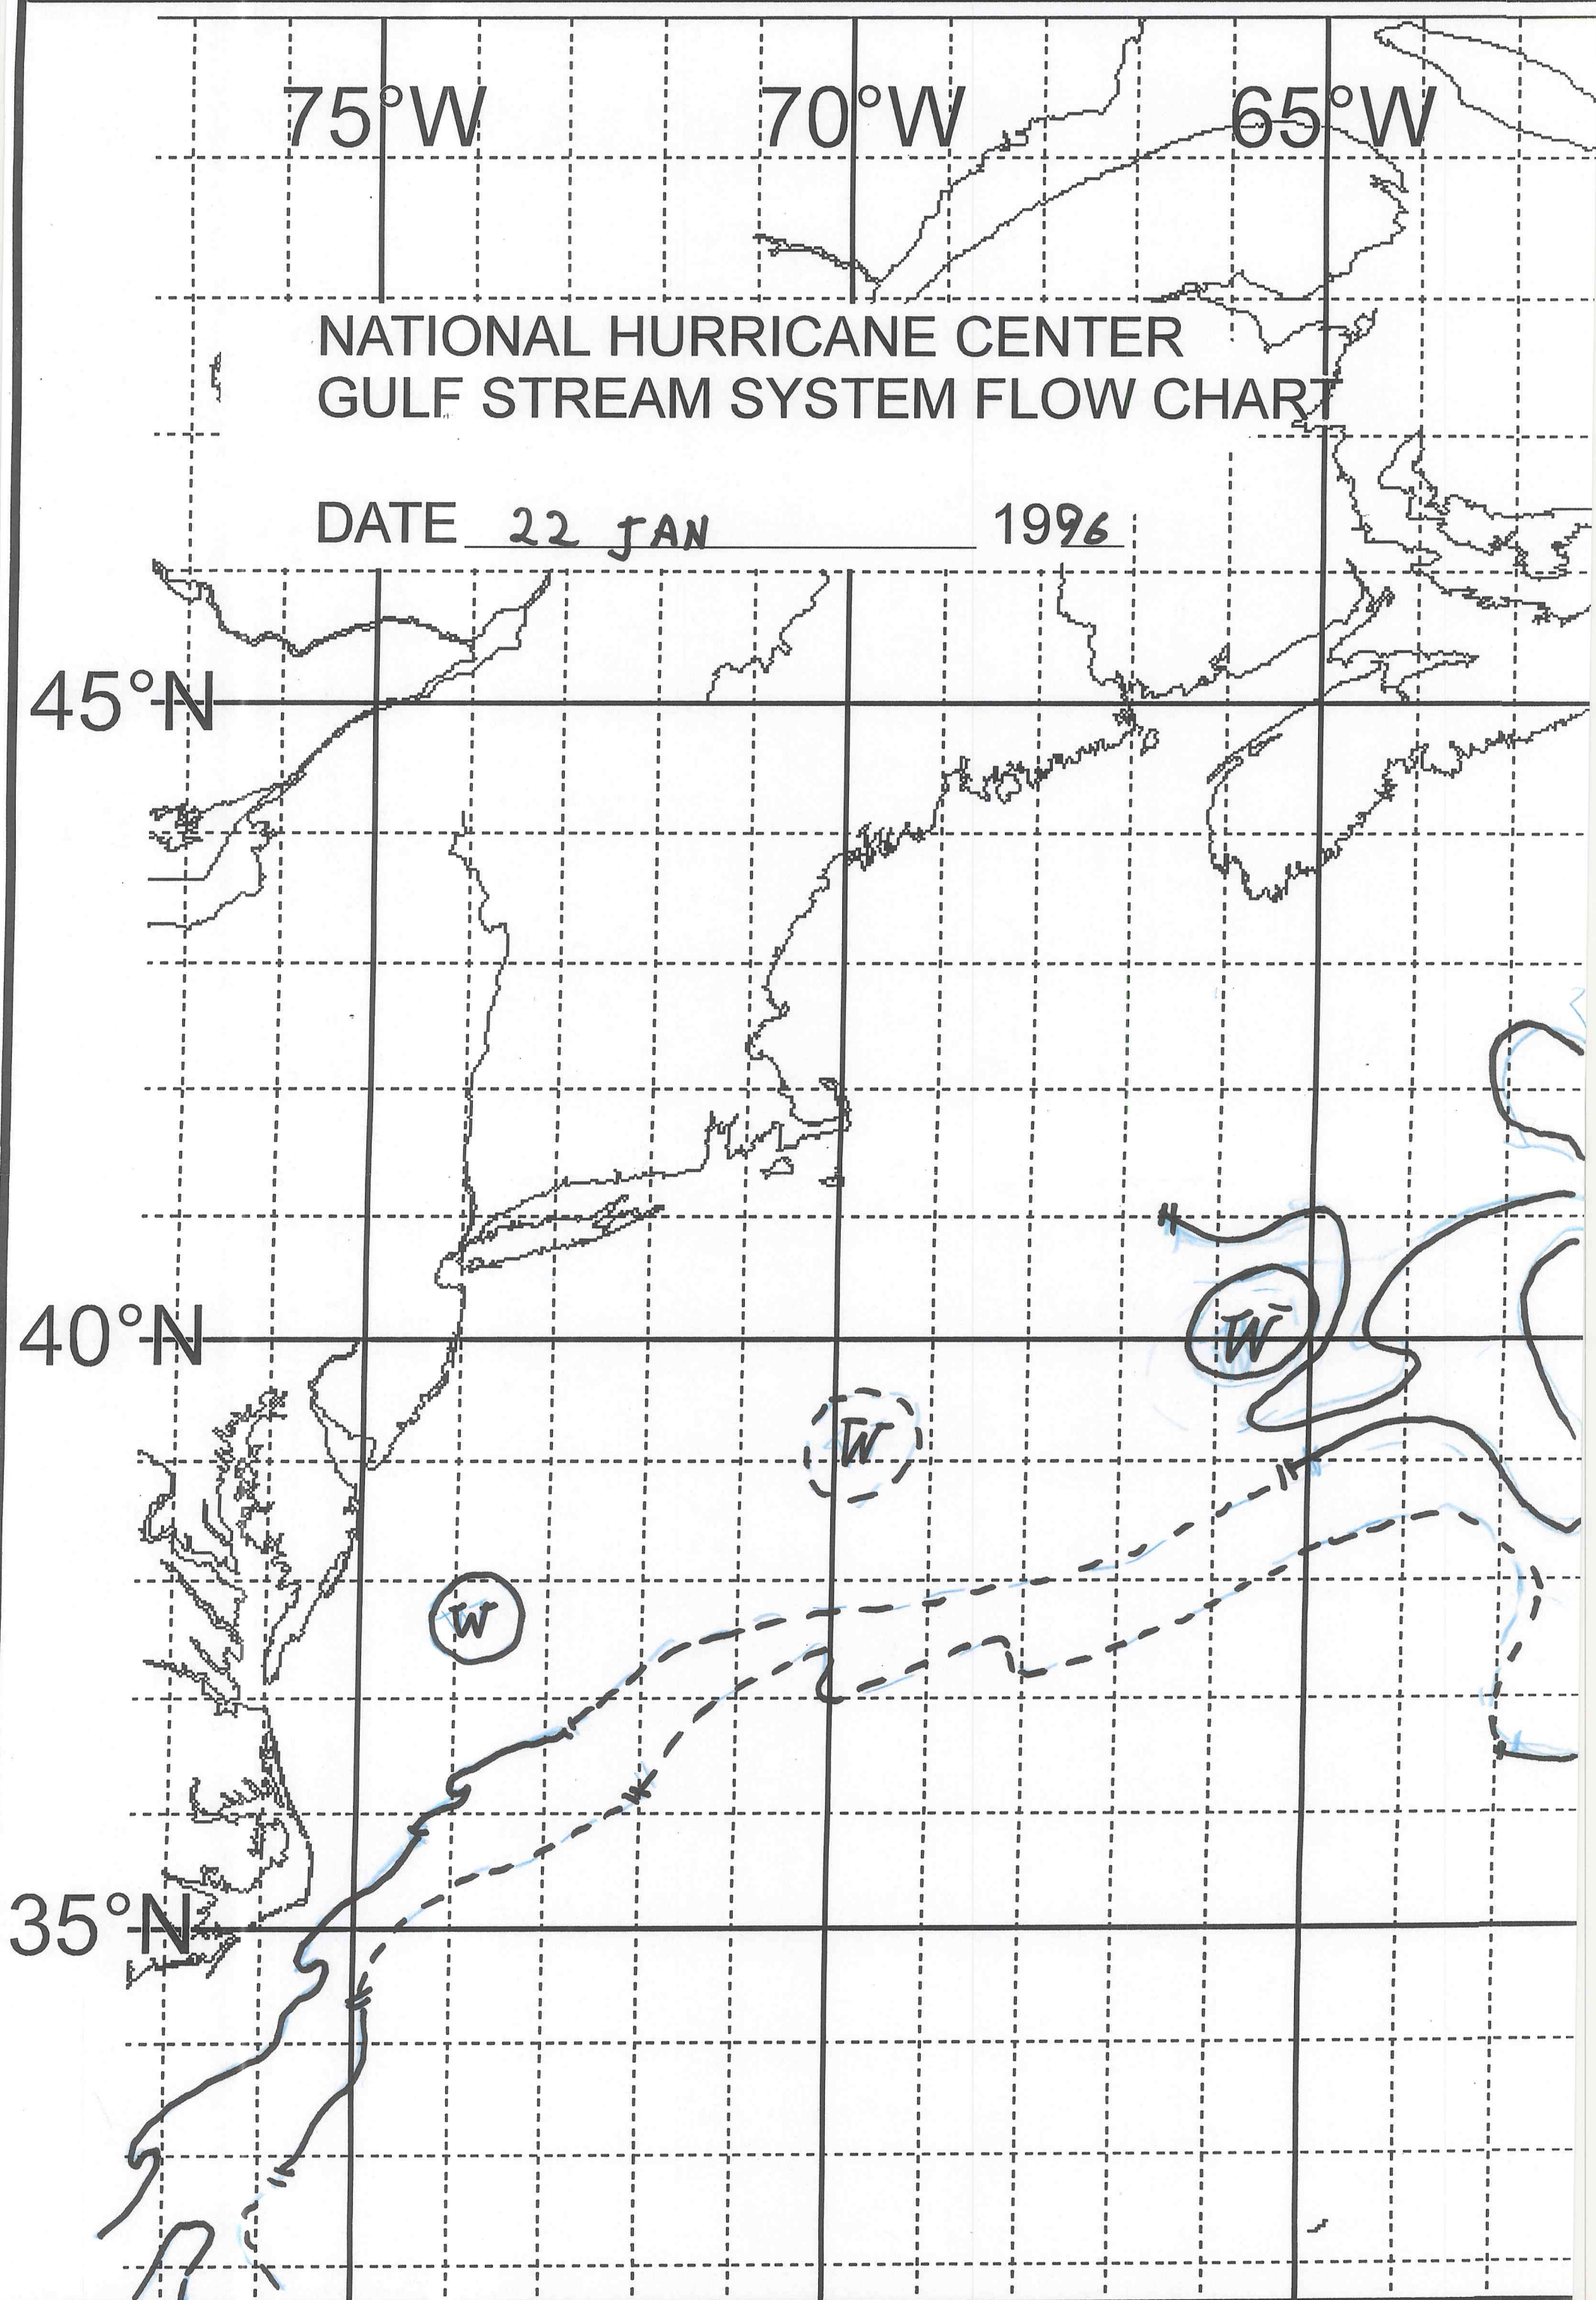 75°W 70°W 65°W
NATIONAL HURRICANE CENTER
GULF STREAM SYSTEM FLOW CHART
DATE 22 JAN 1996
45°N
40°N
W
W
W
35°N